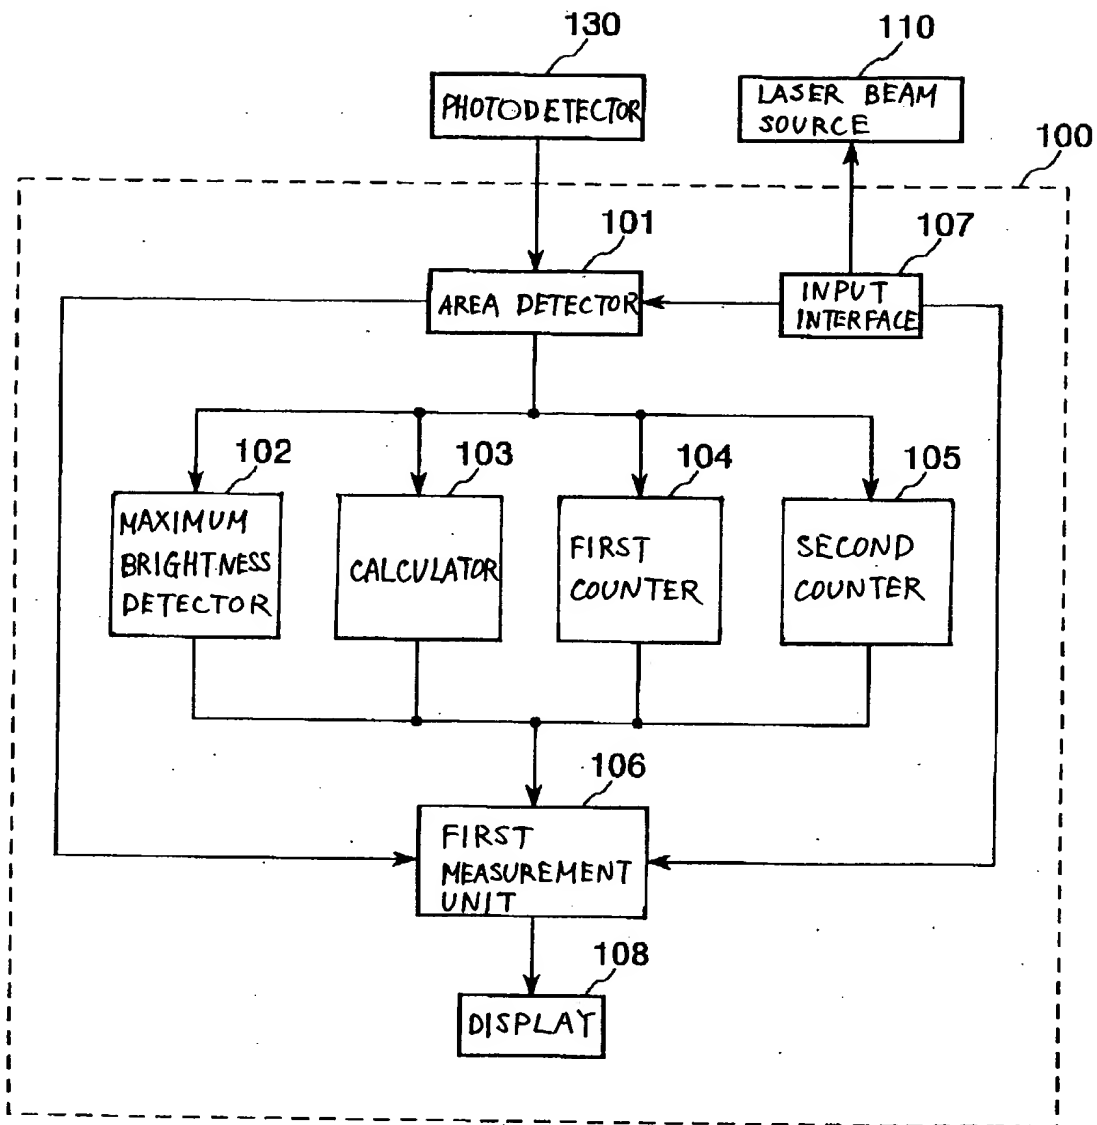 130
110
PHOTODETECTOR
LASER BEAM
SOURCE
100
101
107
AREA DETECTOR
INPUT
INTERFACE
102
103
104
105
MAXIMUM
BRIGHTNESS
DETECTOR
CALCULATOR
FIRST
COUNTER
SECOND
COUNTER
106
FIRST
MEASUREMENT
UNIT
108
DISPLAY